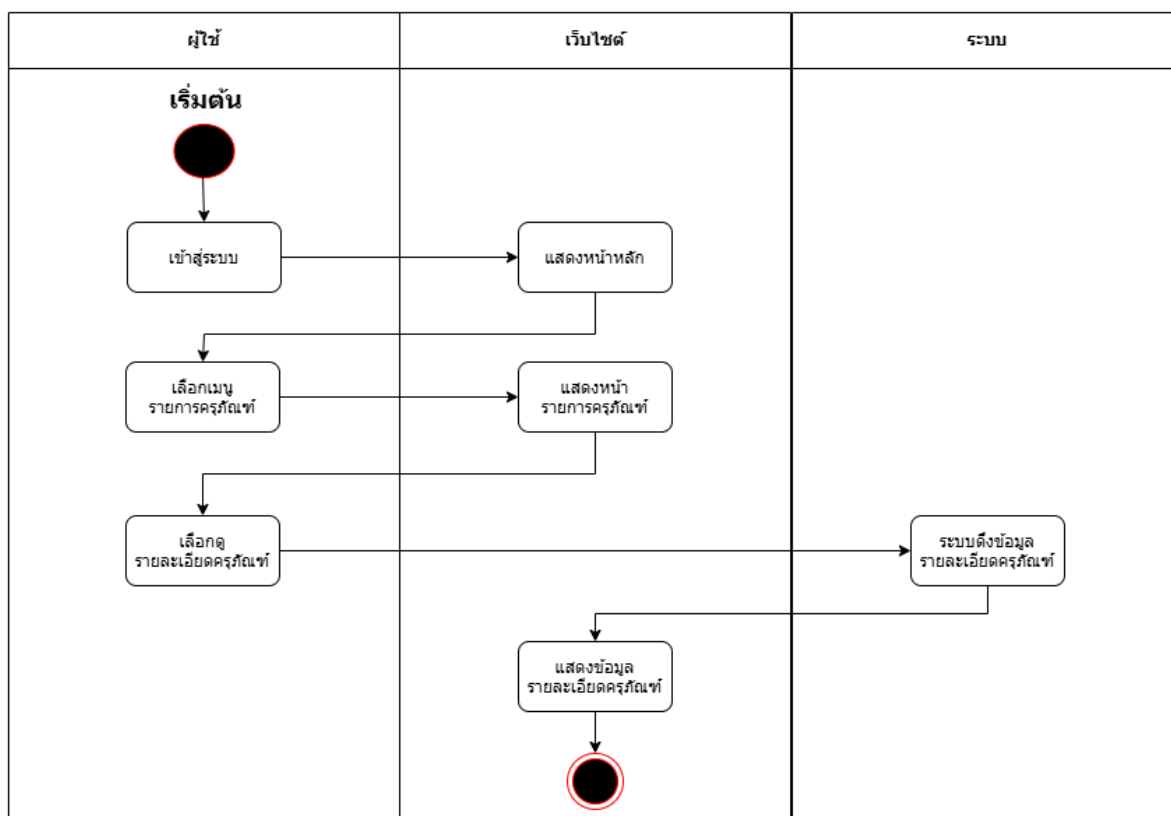 ผู้ใช้
เว็บไซต์
ระบบ
เริ่มต้น
เข้าสู่ระบบ
แสดงหน้าหลัก
เลือกเมนู
รายการครุภัณฑ์
แสดงหน้า
รายการครุภัณฑ์
เลือกดู
รายละเอียดครุภัณฑ์
ระบบดึงข้อมูล
รายละเอียดครุภัณฑ์
แสดงข้อมูล
รายละเอียดครุภัณฑ์